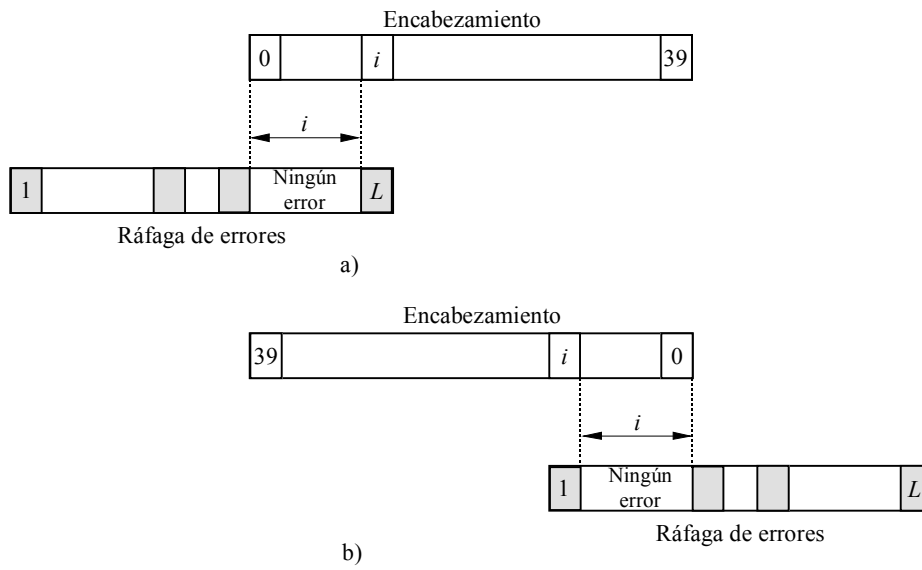 Encabezamiento
0 i 39
i
1 Ningún error L
Ráfaga de errores
a)
Encabezamiento
39 i 0
i
1 Ningún error L
Ráfaga de errores
b)